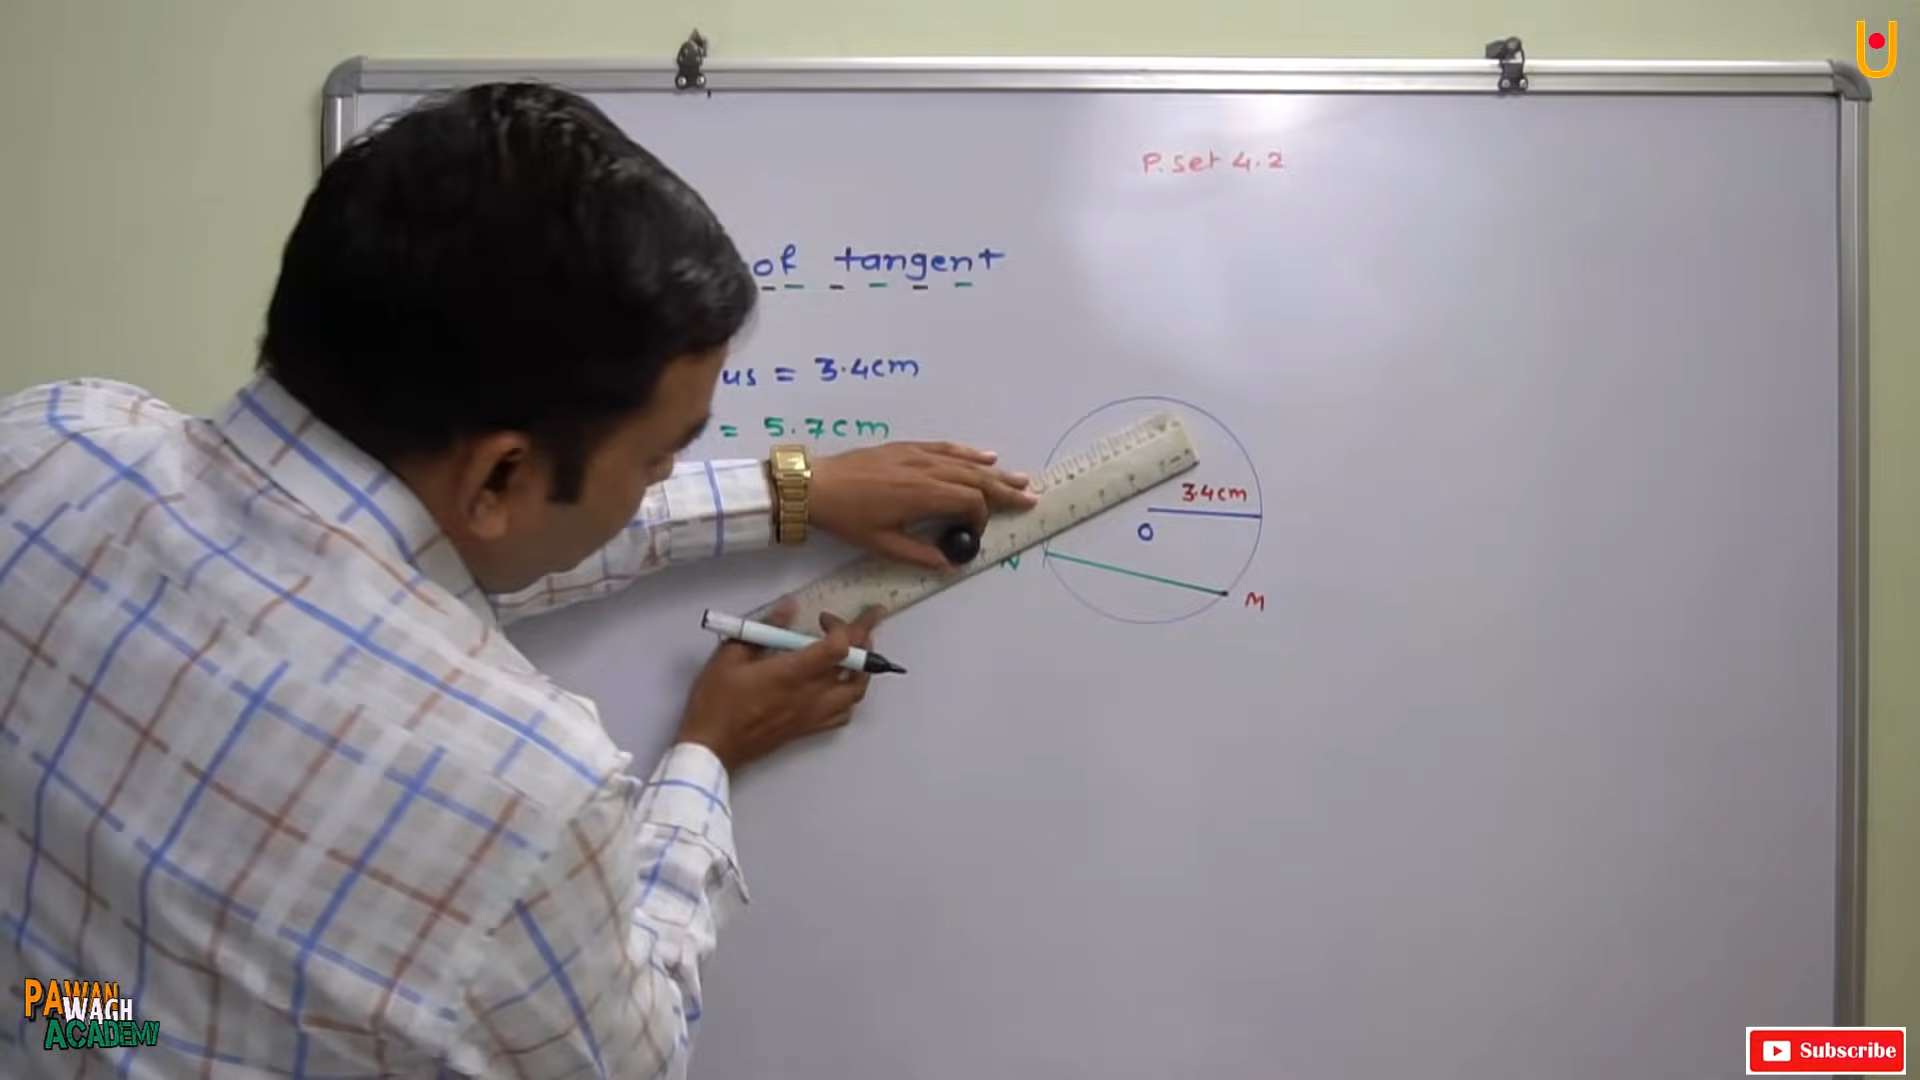 P. set 4.2
of tangent
us = 3.4cm
= 5.7cm
3.4cm
O
N
M
PAWAN
WAGH
ACADEMY
Subscribe